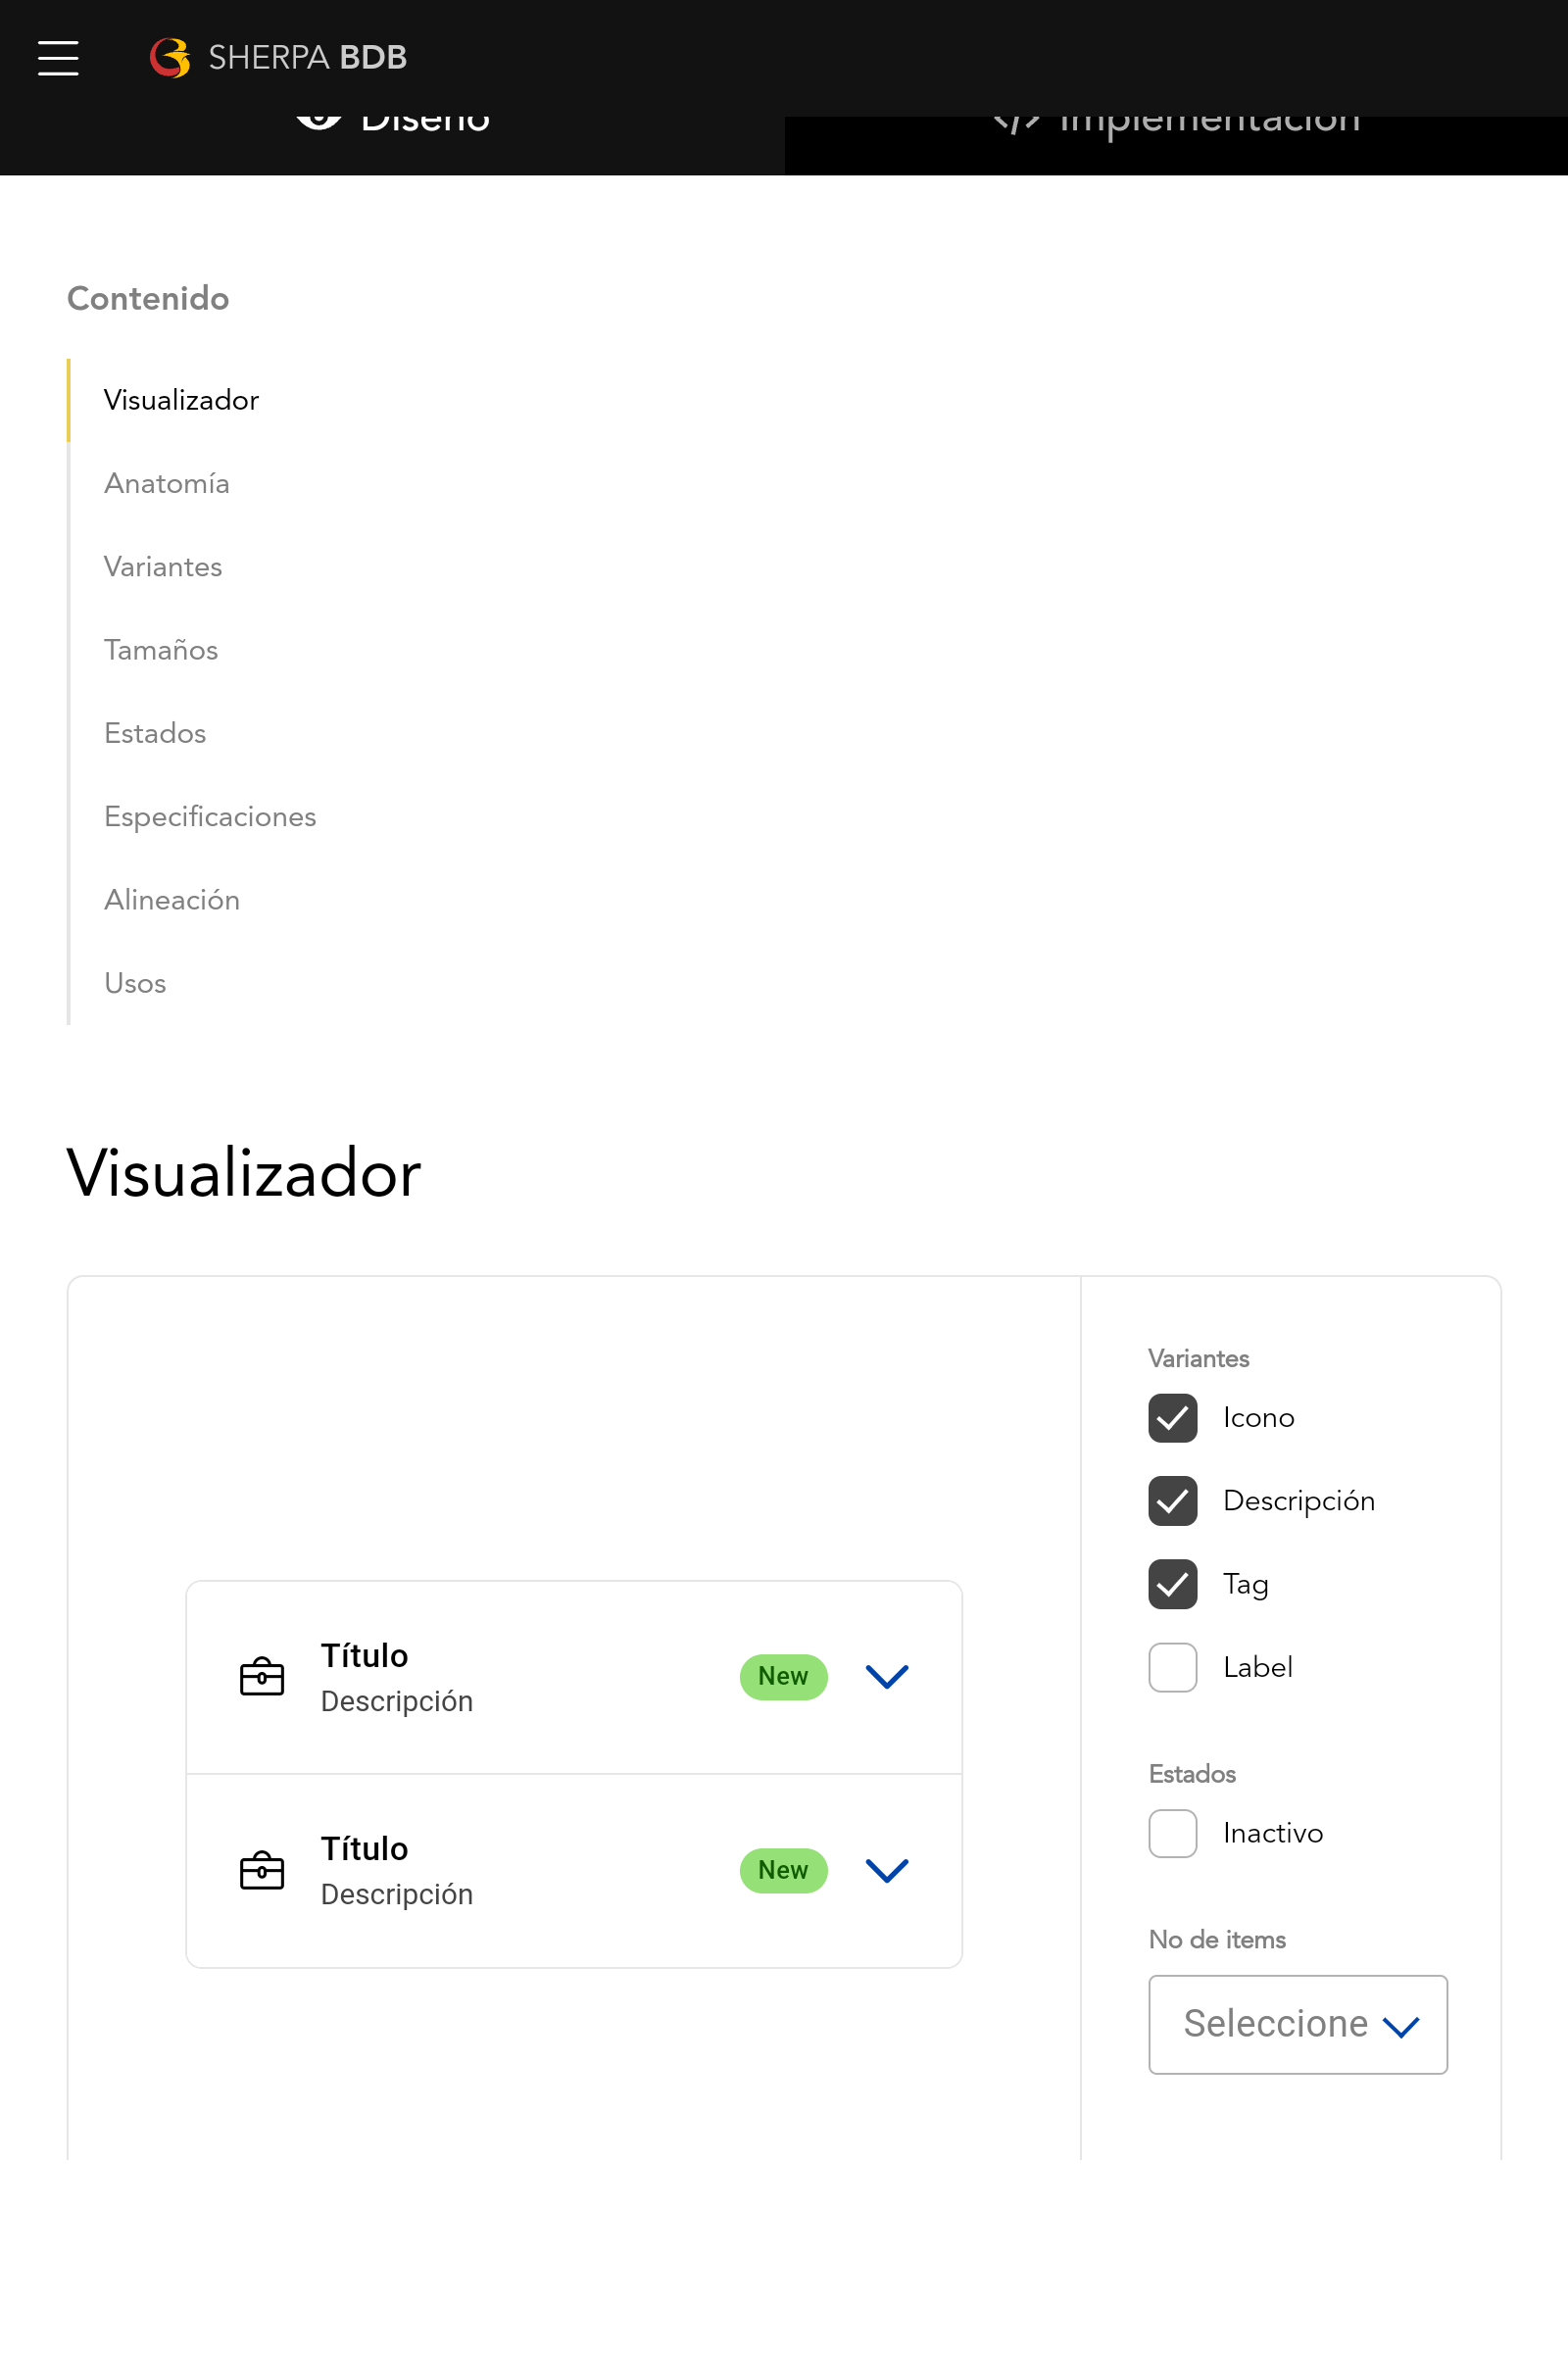 SHERPA BDB
Diseño
Implementación
Contenido
Visualizador
Anatomía
Variantes
Tamaños
Estados
Especificaciones
Alineación
Usos
Visualizador
Título
Descripción
New
Título
Descripción
New
Variantes
Icono
Descripción
Tag
Label
Estados
Inactivo
No de items
Seleccione